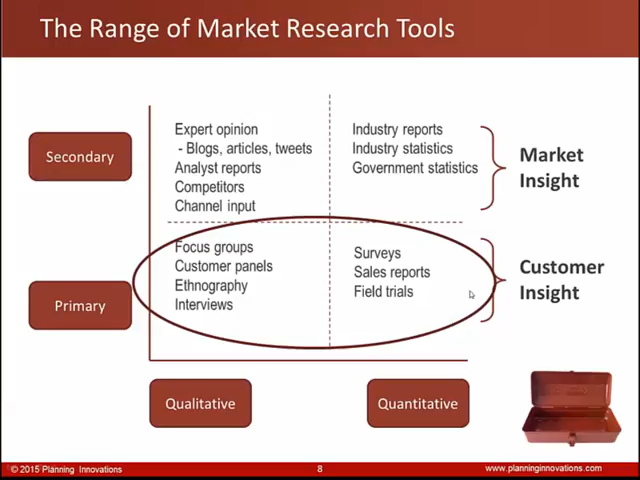 The Range of Market Research Tools
Secondary
Expert opinion
- Blogs, articles, tweets
Analyst reports
Competitors
Channel input
Industry reports
Industry statistics
Government statistics
Market
Insight
Primary
Focus groups
Customer panels
Ethnography
Interviews
Surveys
Sales reports
Field trials
Customer
Insight
Qualitative
Quantitative
© 2015 Planning Innovations
8
www.planninginnovations.com